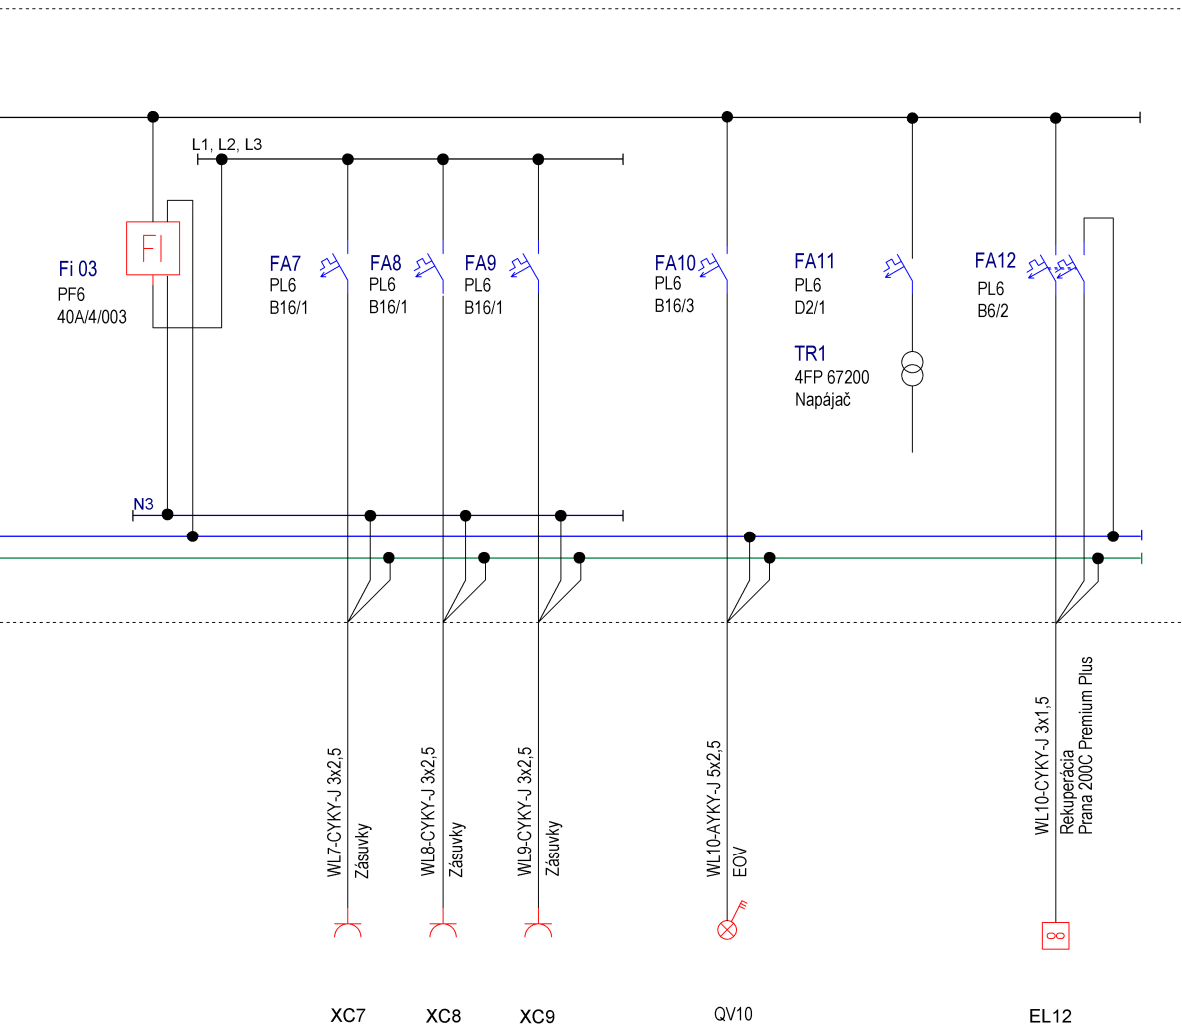 L1, L2, L3
FI
Fi 03
PF6
40A/4/003
FA7
PL6
B16/1
FA8
PL6
B16/1
FA9
PL6
B16/1
FA10
PL6
B16/3
FA11
PL6
D2/1
TR1
4FP 67200
Napájač
FA12
PL6
B6/2
N3
WL7-CYKY-J 3x2,5
Zásuvky
WL8-CYKY-J 3x2,5
Zásuvky
WL9-CYKY-J 3x2,5
Zásuvky
WL10-AYKY-J 5x2,5
EOV
WL10-CYKY-J 3x1,5
Rekuperácia
Prana 200C Premium Plus
XC7
XC8
XC9
QV10
EL12